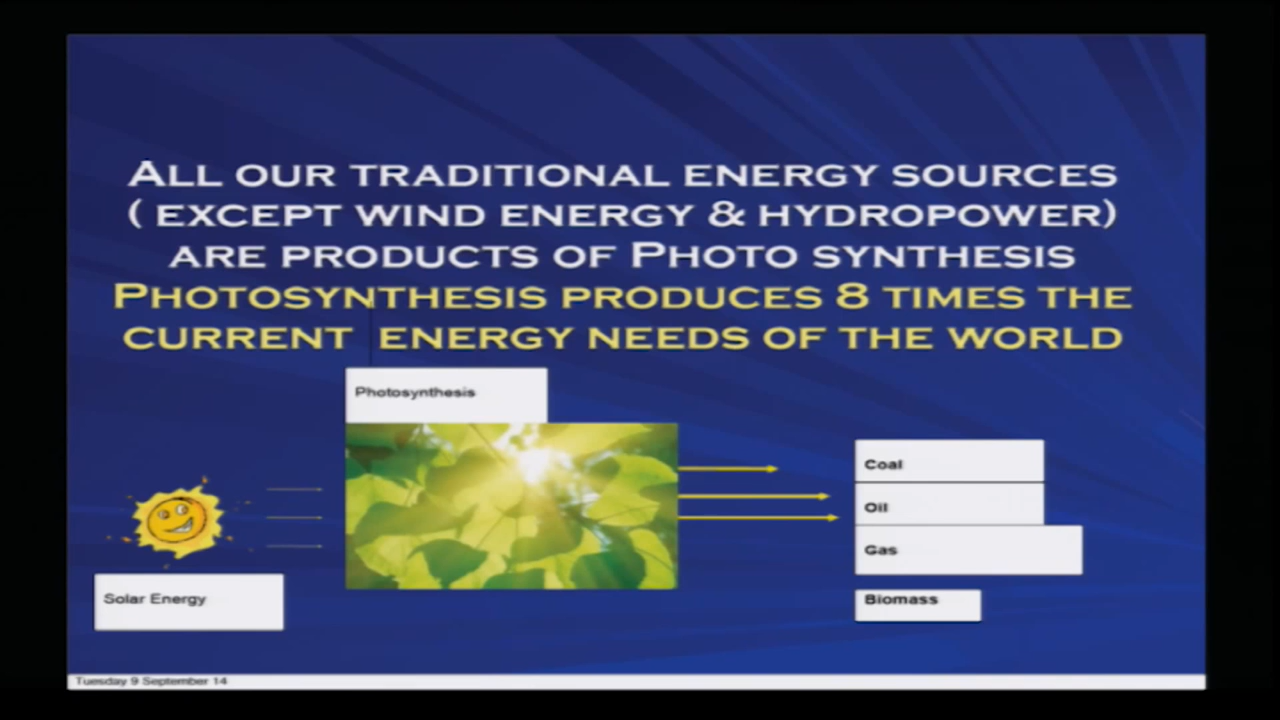 ALL OUR TRADITIONAL ENERGY SOURCES
( EXCEPT WIND ENERGY & HYDROPOWER)
ARE PRODUCTS OF PHOTO SYNTHESIS
PHOTOSYNTHESIS PRODUCES 8 TIMES THE
CURRENT ENERGY NEEDS OF THE WORLD
Photosynthesis
Coal
Oil
Gas
Biomass
Solar Energy
Tuesday 9 September 14